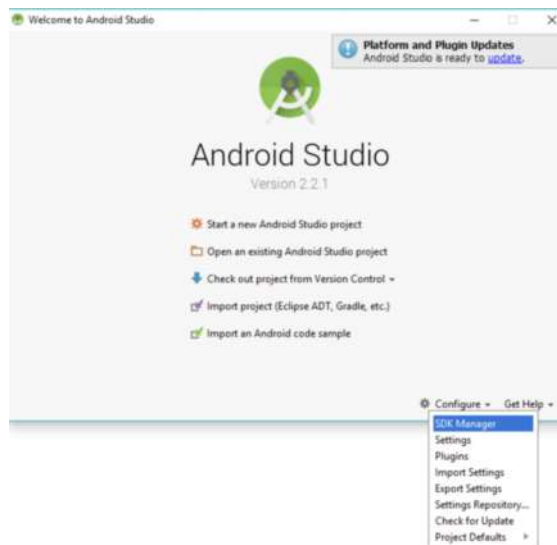 Welcome to Android Studio
Platform and Plugin Updates
Android Studio is ready to update.
Android Studio
Version 2.2.1
Start a new Android Studio project
Open an existing Android Studio project
Check out project from Version Control
Import project (Eclipse ADT, Gradle, etc.)
Import an Android code sample
Configure Get Help
SDK Manager
Settings
Plugins
Import Settings
Export Settings
Settings Repository...
Check for Update
Project Defaults